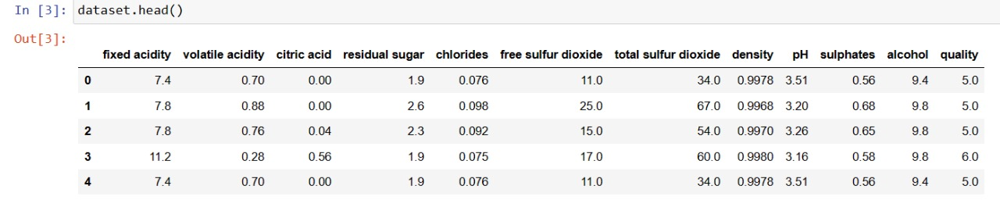 In [3]: dataset.head()
Out[3]:
fixed acidity volatile acidity citric acid residual sugar chlorides free sulfur dioxide total sulfur dioxide density pH sulphates alcohol quality
0 7.4 0.70 0.00 1.9 0.076 11.0 34.0 0.9978 3.51 0.56 9.4 5.0
1 7.8 0.88 0.00 2.6 0.098 25.0 67.0 0.9968 3.20 0.68 9.8 5.0
2 7.8 0.76 0.04 2.3 0.092 15.0 54.0 0.9970 3.26 0.65 9.8 5.0
3 11.2 0.28 0.56 1.9 0.075 17.0 60.0 0.9980 3.16 0.58 9.8 6.0
4 7.4 0.70 0.00 1.9 0.076 11.0 34.0 0.9978 3.51 0.56 9.4 5.0